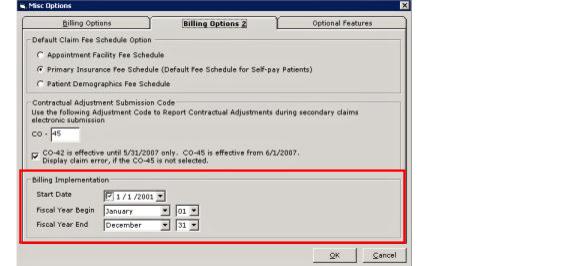 Misc Options
Billing Options
Billing Options 2
Optional Features
Default Claim Fee Schedule Option
Appointment Facility Fee Schedule
Primary Insurance Fee Schedule (Default Fee Schedule for Self-pay Patients)
Patient Demographics Fee Schedule
Contractual Adjustment Submission Code
Use the following Adjustment Code to Report Contractual Adjustments during secondary claims
electronic submission
CO - 45
CO-42 is effective until 5/31/2007 only. CO-45 is effective from 6/1/2007.
Display claim error, if the CO-45 is not selected.
Billing Implementation
Start Date 1 / 1 /2001
Fiscal Year Begin January 01
Fiscal Year End December 31
OK Cancel